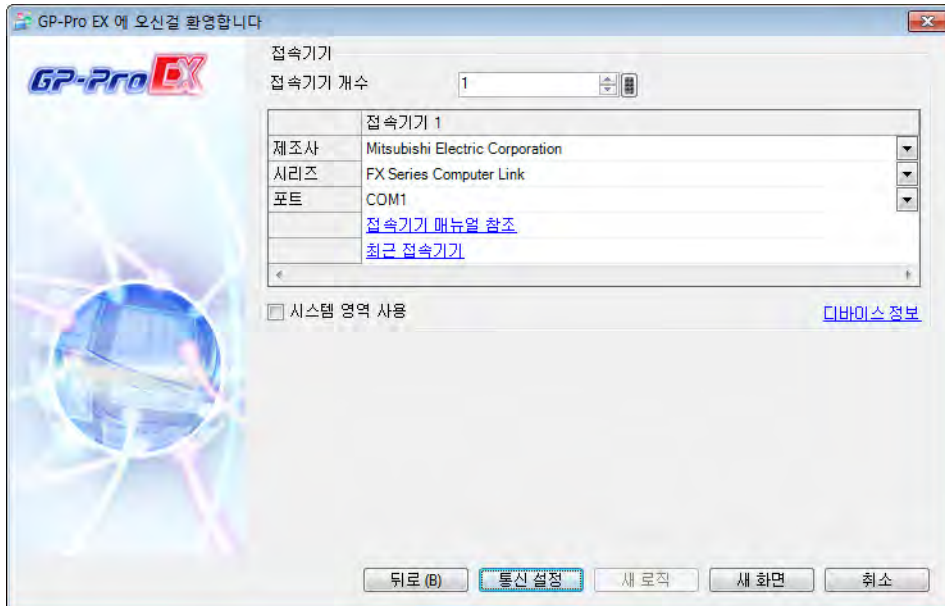 GP-Pro EX 에 오신걸 환영합니다
GP-Pro EX
접속기기
접속기기 개수 1
접속기기 1
제조사 Mitsubishi Electric Corporation
시리즈 FX Series Computer Link
포트 COM1
접속기기 매뉴얼 참조
최근 접속기기
시스템 영역 사용 디바이스 정보
뒤로 (B) 통신 설정 새 로직 새 화면 취소